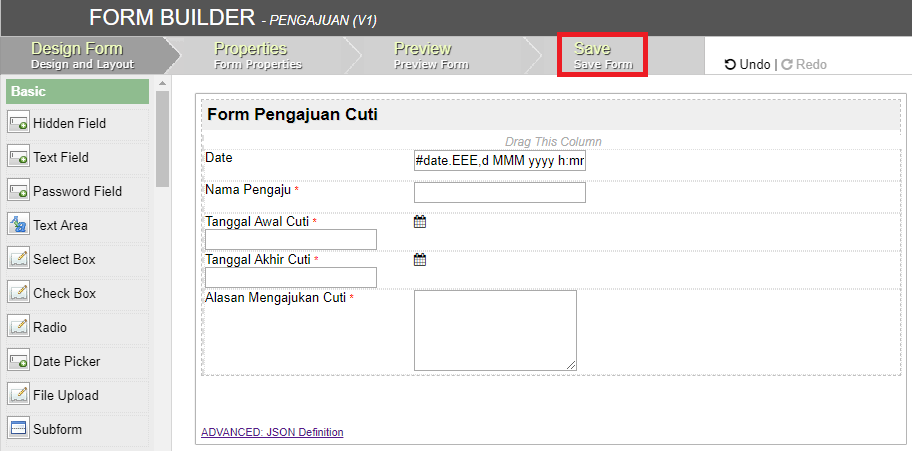 FORM BUILDER - PENGAJUAN (V1)
Design Form
Design and Layout
Properties
Form Properties
Preview
Preview Form
Save
Save Form
Undo | Redo
Basic
Hidden Field
Text Field
Password Field
Text Area
Select Box
Check Box
Radio
Date Picker
File Upload
Subform
Form Pengajuan Cuti
Drag This Column
Date
#date.EEE,d MMM yyyy h:mr
Nama Pengaju *
Tanggal Awal Cuti *
Tanggal Akhir Cuti *
Alasan Mengajukan Cuti *
ADVANCED: JSON Definition